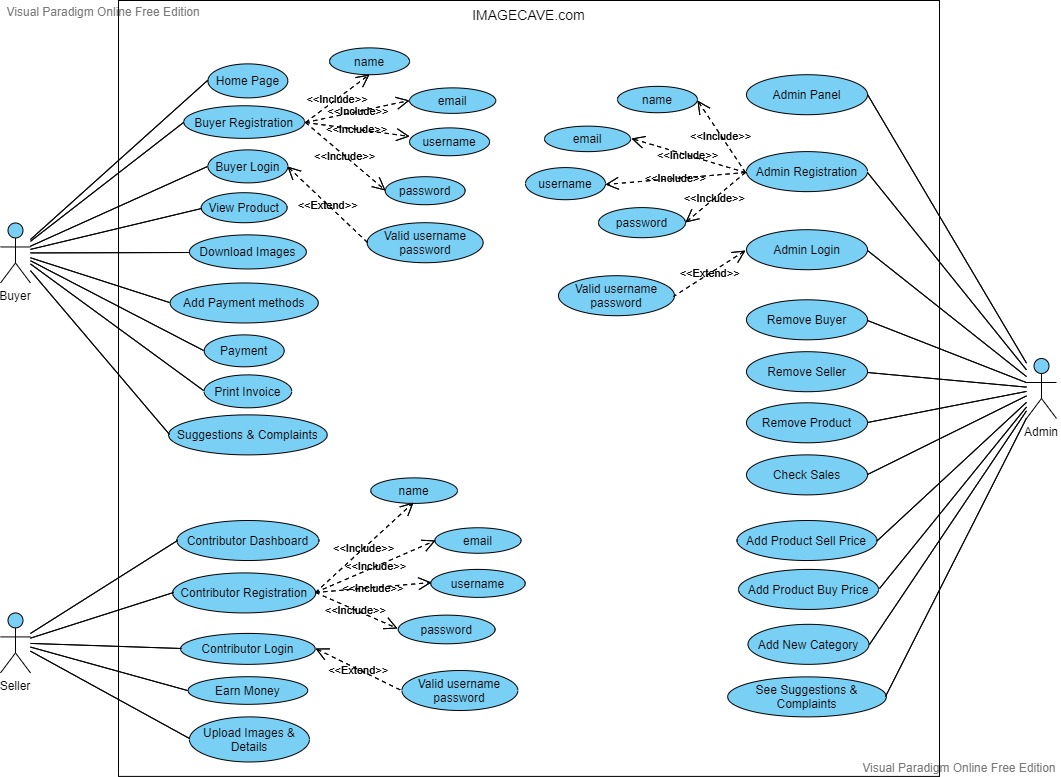 Visual Paradigm Online Free Edition
IMAGECAVE.com
Home Page
Buyer Registration
Buyer Login
View Product
Download Images
Add Payment methods
Payment
Print Invoice
Suggestions & Complaints
name
email
username
password
<<Include>>
<<Include>>
<<Include>>
<<Include>>
<<Extend>>
Valid username
password
Buyer
name
email
username
password
<<Include>>
<<Include>>
<<Include>>
<<Include>>
<<Extend>>
Valid username
password
Admin Panel
Admin Registration
Admin Login
Remove Buyer
Remove Seller
Remove Product
Check Sales
Add Product Sell Price
Add Product Buy Price
Add New Category
See Suggestions &
Complaints
Admin
Contributor Dashboard
Contributor Registration
Contributor Login
Earn Money
Upload Images &
Details
name
email
username
password
<<Include>>
<<Include>>
<<Include>>
<<Include>>
<<Extend>>
Valid username
password
Seller
Visual Paradigm Online Free Edition